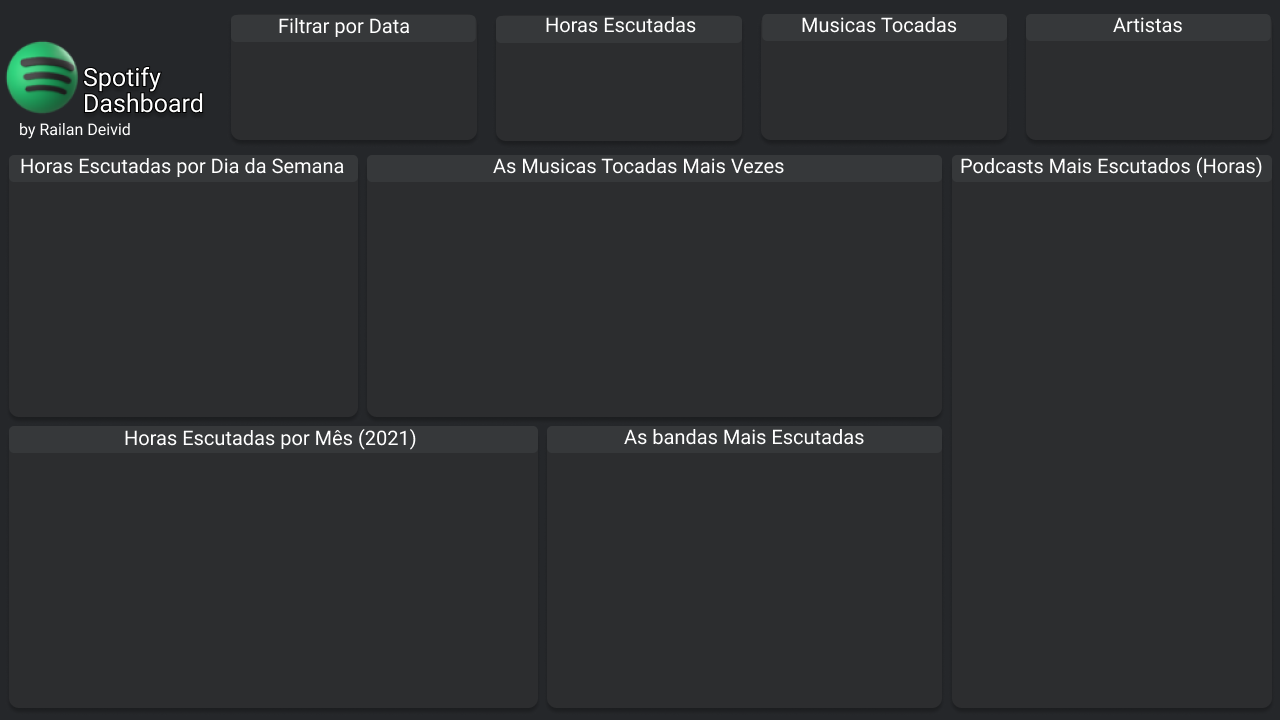 Filtrar por Data
Horas Escutadas
Musicas Tocadas
Artistas
Spotify
Dashboard
by Railan Deivid
Horas Escutadas por Dia da Semana
As Musicas Tocadas Mais Vezes
Podcasts Mais Escutados (Horas)
Horas Escutadas por Mês (2021)
As bandas Mais Escutadas